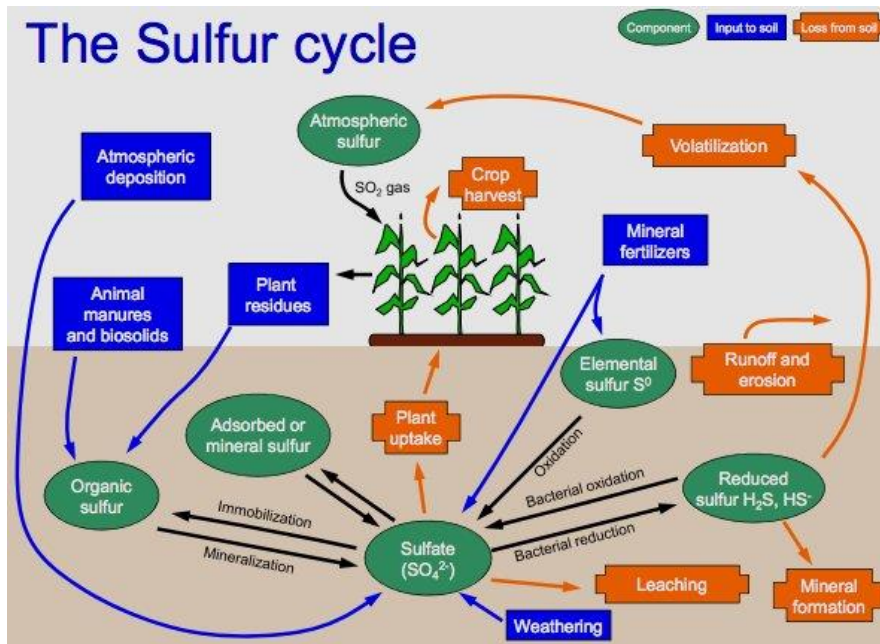 The Sulfur cycle
Component
Input to soil
Loss from soil
Atmospheric
sulfur
Volatilization
Atmospheric
deposition
SO₂ gas
Crop
harvest
Mineral
fertilizers
Animal
manures
and biosolids
Plant
residues
Elemental
sulfur S⁰
Runoff and
erosion
Adsorbed or
mineral sulfur
Plant
uptake
Oxidation
Organic
sulfur
Bacterial oxidation
Reduced
sulfur H₂S, HS⁻
Immobilization
Mineralization
Sulfate
(SO₄²⁻)
Bacterial reduction
Leaching
Mineral
formation
Weathering